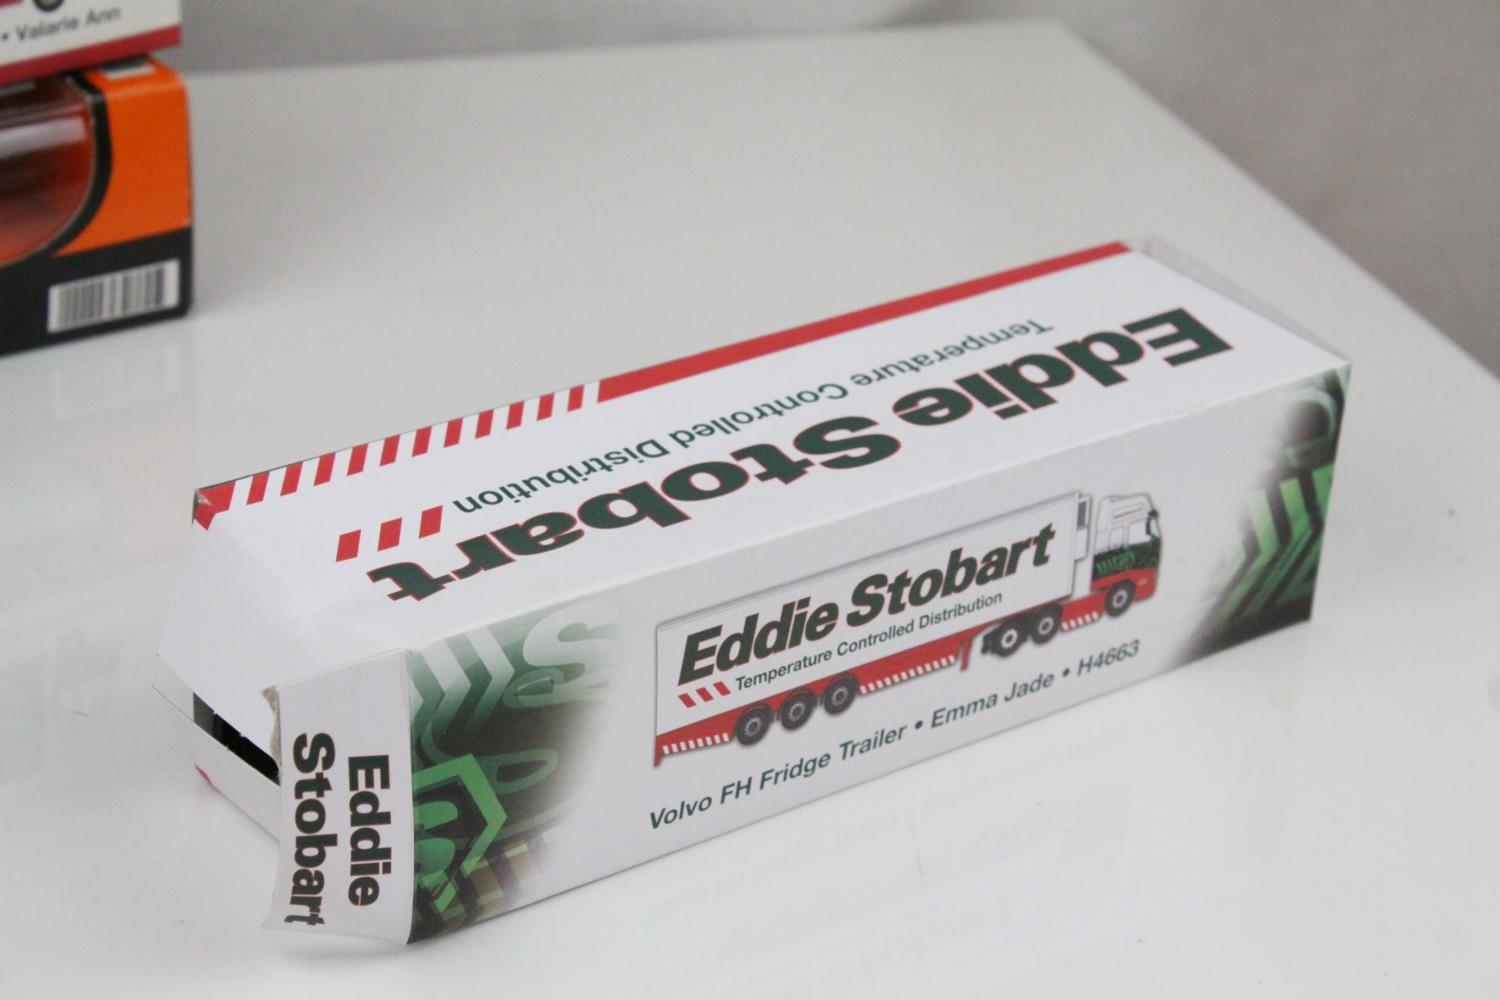 • Valarie Ann
Eddie Stobart
Temperature Controlled Distribution
Eddie Stobart
Temperature Controlled Distribution
Volvo FH Fridge Trailer • Emma Jade • H4663
Eddie
Stobart